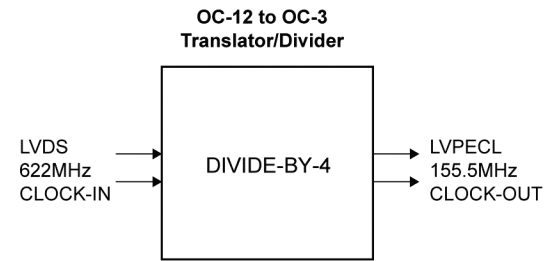 OC-12 to OC-3
Translator/Divider
LVDS
622MHz
CLOCK-IN
DIVIDE-BY-4
LVPECL
155.5MHz
CLOCK-OUT